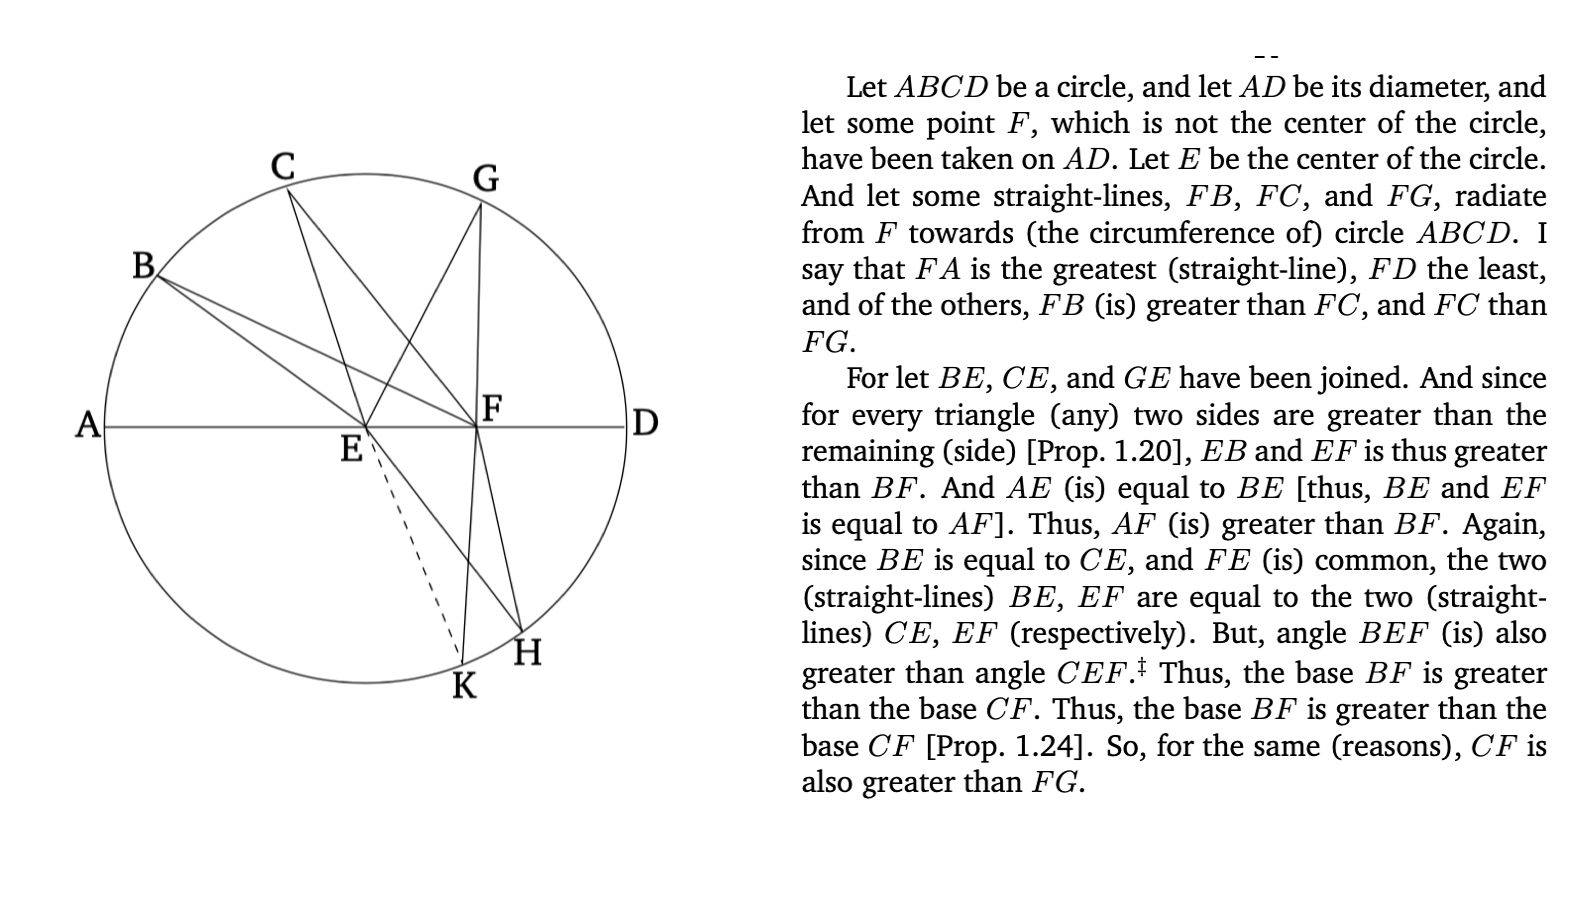 C
G
B
A
F
D
E
H
K
Let ABCD be a circle, and let AD be its diameter, and
let some point F, which is not the center of the circle,
have been taken on AD. Let E be the center of the circle.
And let some straight-lines, FB, FC, and FG, radiate
from F towards (the circumference of) circle ABCD. I
say that FA is the greatest (straight-line), FD the least,
and of the others, FB (is) greater than FC, and FC than
FG.
For let BE, CE, and GE have been joined. And since
for every triangle (any) two sides are greater than the
remaining (side) [Prop. 1.20], EB and EF is thus greater
than BF. And AE (is) equal to BE [thus, BE and EF
is equal to AF]. Thus, AF (is) greater than BF. Again,
since BE is equal to CE, and FE (is) common, the two
(straight-lines) BE, EF are equal to the two (straight-
lines) CE, EF (respectively). But, angle BEF (is) also
greater than angle CEF.‡ Thus, the base BF is greater
than the base CF. Thus, the base BF is greater than the
base CF [Prop. 1.24]. So, for the same (reasons), CF is
also greater than FG.